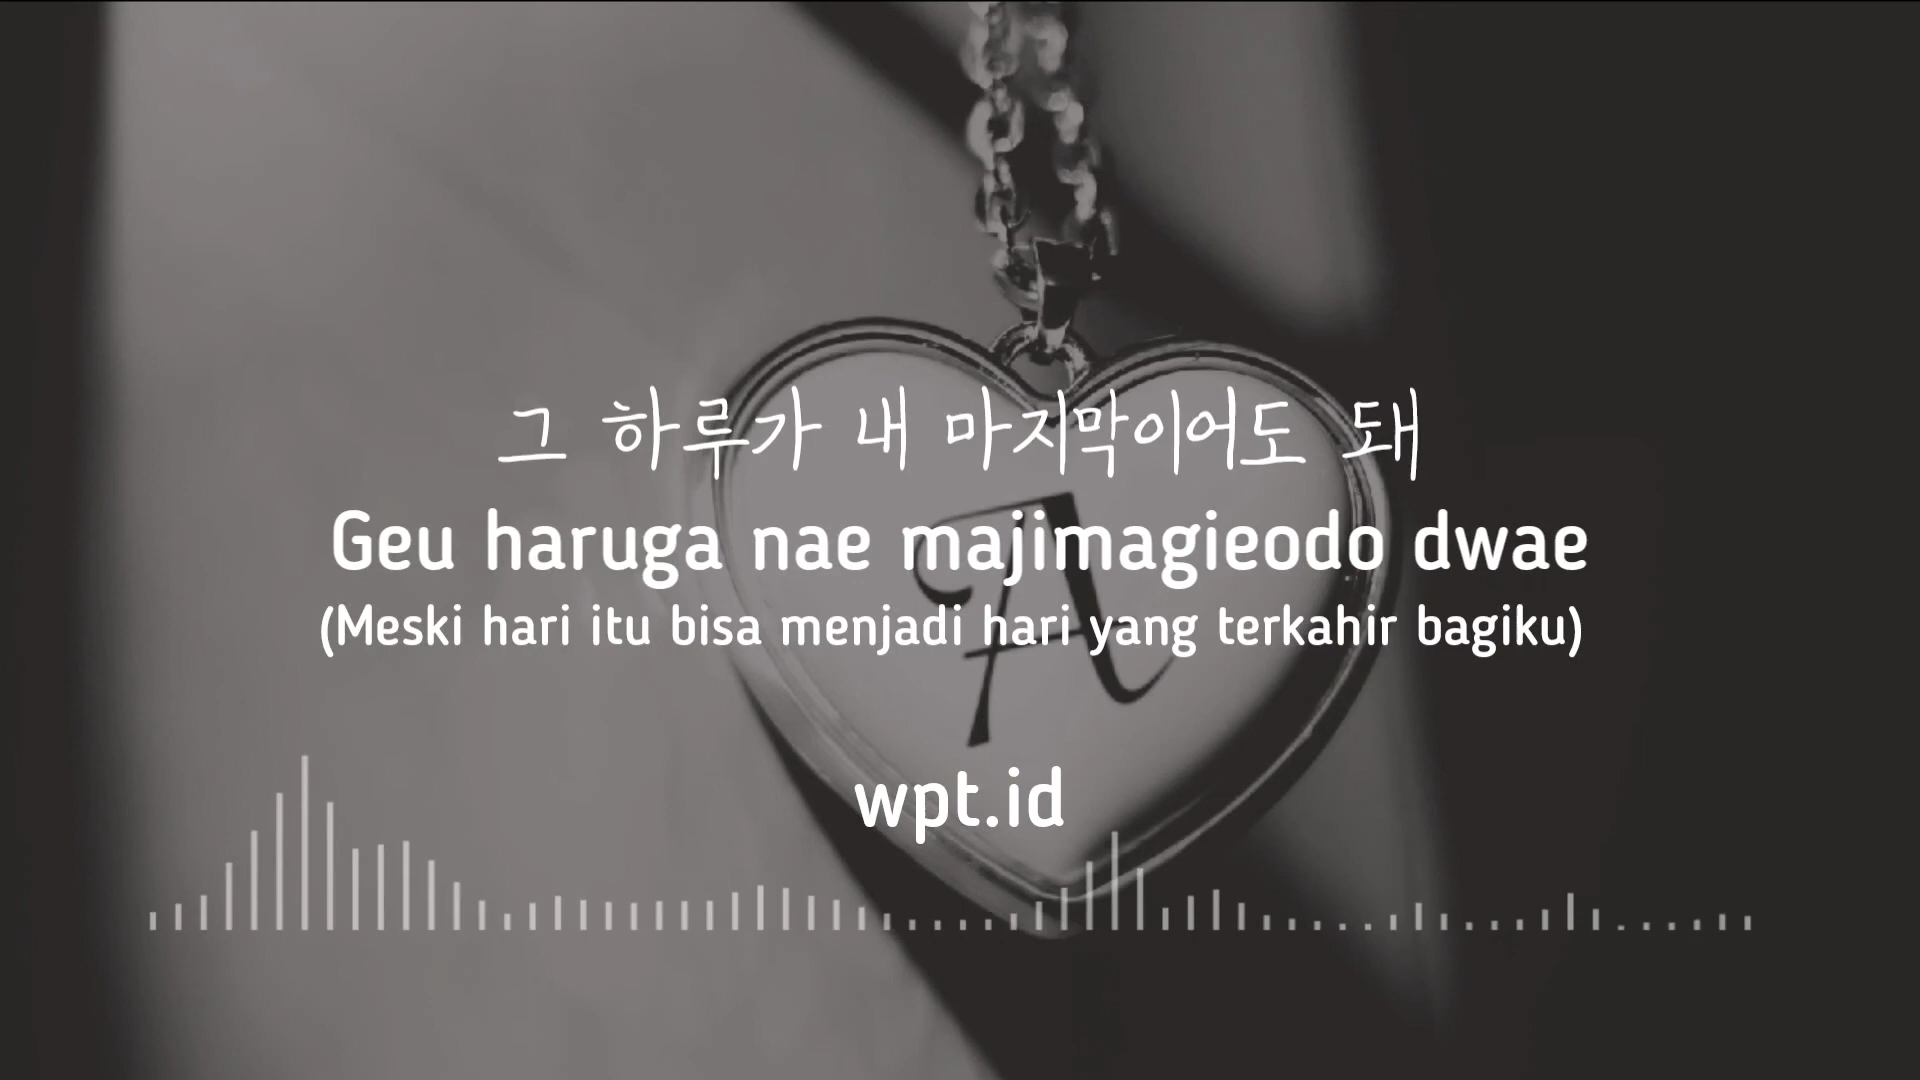 그 하루가 내 마지막이어도 돼
Geu haruga nae majimagieodo dwae
(Meski hari itu bisa menjadi hari yang terkahir bagiku)
A
wpt.id